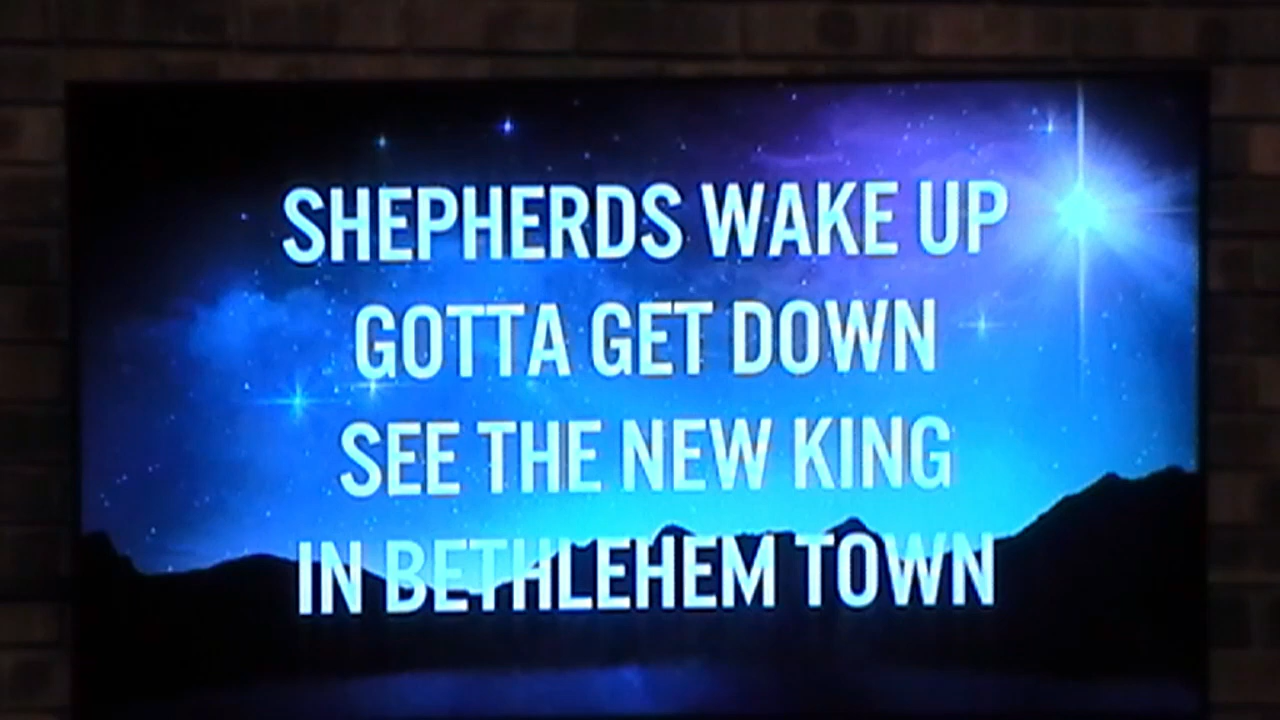 SHEPHERDS WAKE UP
GOTTA GET DOWN
SEE THE NEW KING
IN BETHLEHEM TOWN